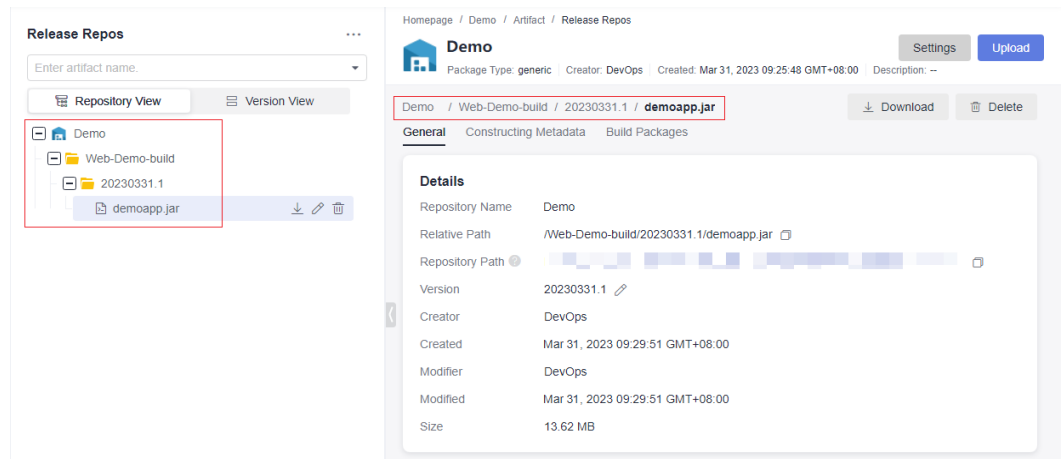 Release Repos
...
Enter artifact name.
Repository View
Version View
Demo
Web-Demo-build
20230331.1
demoapp.jar
Homepage / Demo / Artifact / Release Repos
Demo
Package Type: generic Creator: DevOps Created: Mar 31, 2023 09:25:48 GMT+08:00 Description: --
Settings
Upload
Demo / Web-Demo-build / 20230331.1 / demoapp.jar
Download
Delete
General Constructing Metadata Build Packages
Details
Repository Name Demo
Relative Path /Web-Demo-build/20230331.1/demoapp.jar
Repository Path
Version 20230331.1
Creator DevOps
Created Mar 31, 2023 09:29:51 GMT+08:00
Modifier DevOps
Modified Mar 31, 2023 09:29:51 GMT+08:00
Size 13.62 MB